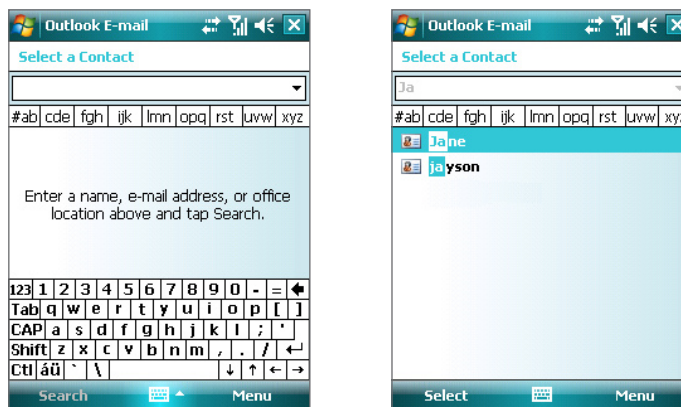 Outlook E-mail
Select a Contact
#ab cde fgh ijk lmn opq rst uvw xyz
Enter a name, e-mail address, or office
location above and tap Search.
123 1 2 3 4 5 6 7 8 9 0 - =
Tab q w e r t y u i o p [ ]
CAP a s d f g h j k l ; '
Shift z x c v b n m , . /
Ctl áü ` \
Search Menu
Outlook E-mail
Select a Contact
Ja
#ab cde fgh ijk lmn opq rst uvw xyz
Jane
jayson
Select Menu